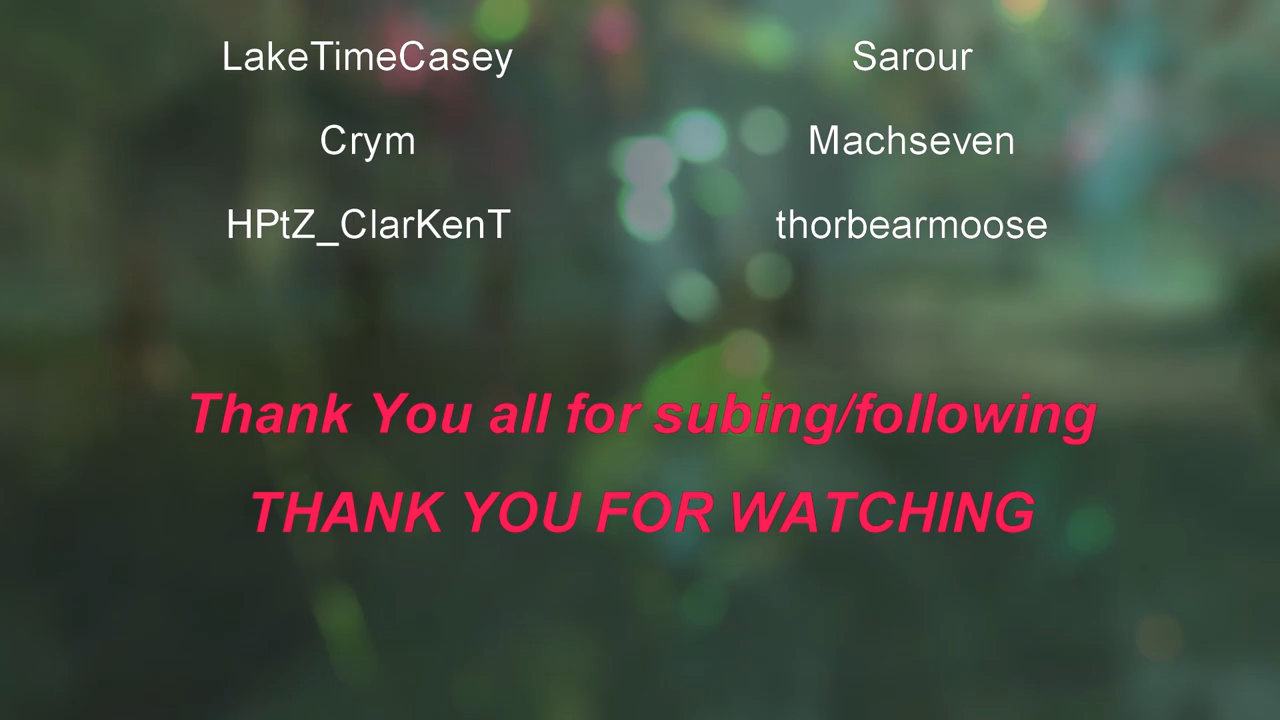 LakeTimeCasey Sarour
Crym Machseven
HPtZ_ClarKenT thorbearmoose
Thank You all for subing/following
THANK YOU FOR WATCHING